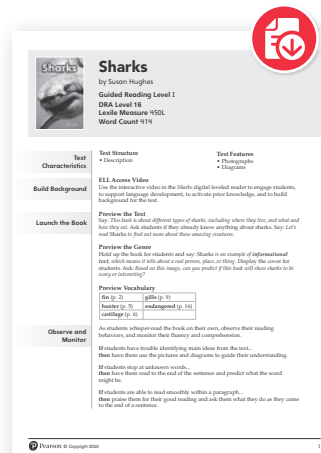 Sharks
Sharks
by Susan Hughes
Guided Reading Level I
DRA Level 16
Lexile Measure 450L
Word Count 414
Text
Characteristics
Text Structure
• Description
Text Features
• Photographs
• Diagrams
Build Background
ELL Access Video
Use the interactive video in the Sharks digital leveled reader to engage students,
to support language development, to activate prior knowledge, and to build
background for the text.
Launch the Book
Preview the Text
Say: This book is about different types of sharks, including where they live, and what and
how they eat. Ask students if they already know anything about sharks. Say: Let's
read Sharks to find out more about these amazing creatures.
Preview the Genre
Hold up the book for students and say: Sharks is an example of informational
text, which means it tells about a real person, place, or thing. Display the cover for
students. Ask: Based on this image, can you predict if this book will show sharks to be
scary or interesting?
Preview Vocabulary
fin (p. 2) gills (p. 9)
hunter (p. 5) endangered (p. 16)
cartilage (p. 6)
Observe and
Monitor
As students whisper-read the book on their own, observe their reading
behaviors, and monitor their fluency and comprehension.
If students have trouble identifying main ideas from the text...
then have them use the pictures and diagrams to guide their understanding.
If students stop at unknown words...
then have them read to the end of the sentence and predict what the word
might be.
If students are able to read smoothly within a paragraph...
then praise them for their good reading and ask them what they do as they come
to the end of a sentence.
Pearson © Copyright 2020
1